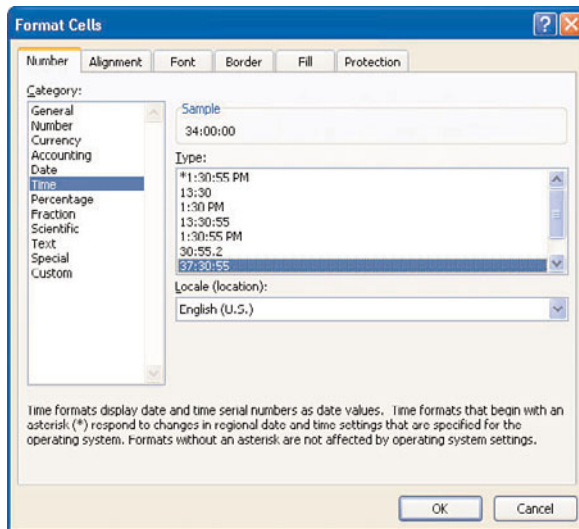 Format Cells
Number Alignment Font Border Fill Protection
Category:
General
Number
Currency
Accounting
Date
Time
Percentage
Fraction
Scientific
Text
Special
Custom
Sample
34:00:00
Type:
*1:30:55 PM
13:30
1:30 PM
13:30:55
1:30:55 PM
30:55.2
37:30:55
Locale (location):
English (U.S.)
Time formats display date and time serial numbers as date values. Time formats that begin with an
asterisk (*) respond to changes in regional date and time settings that are specified for the
operating system. Formats without an asterisk are not affected by operating system settings.
OK Cancel